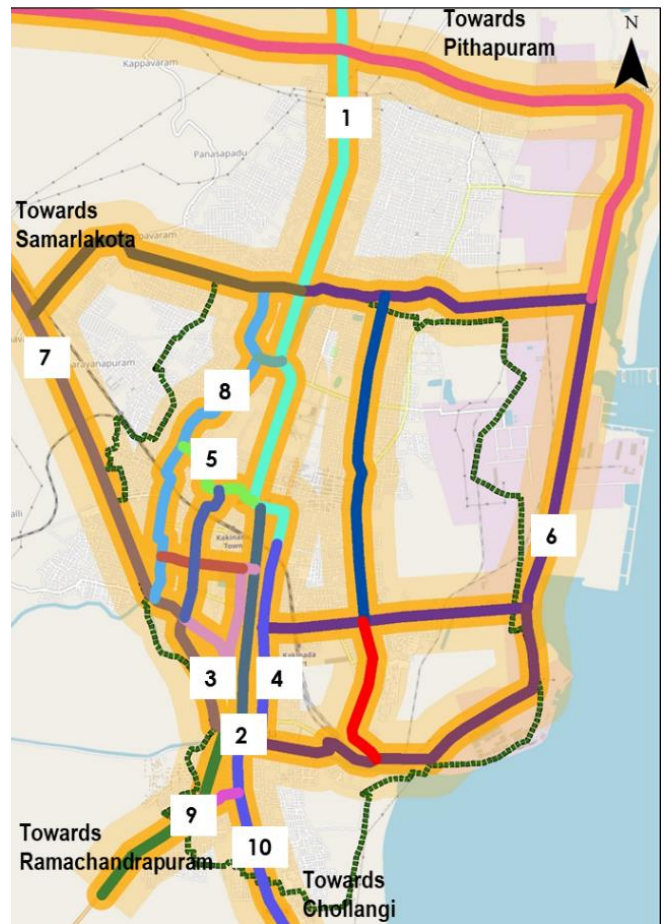 Towards
Pithapuram
N
Kappavaram
1
Panasapadu
Towards
Samarlakota
7
8
5
Kakinada
Town
6
3
4
2
9
Towards
Ramachandrapuram
10
Towards
Chollangi